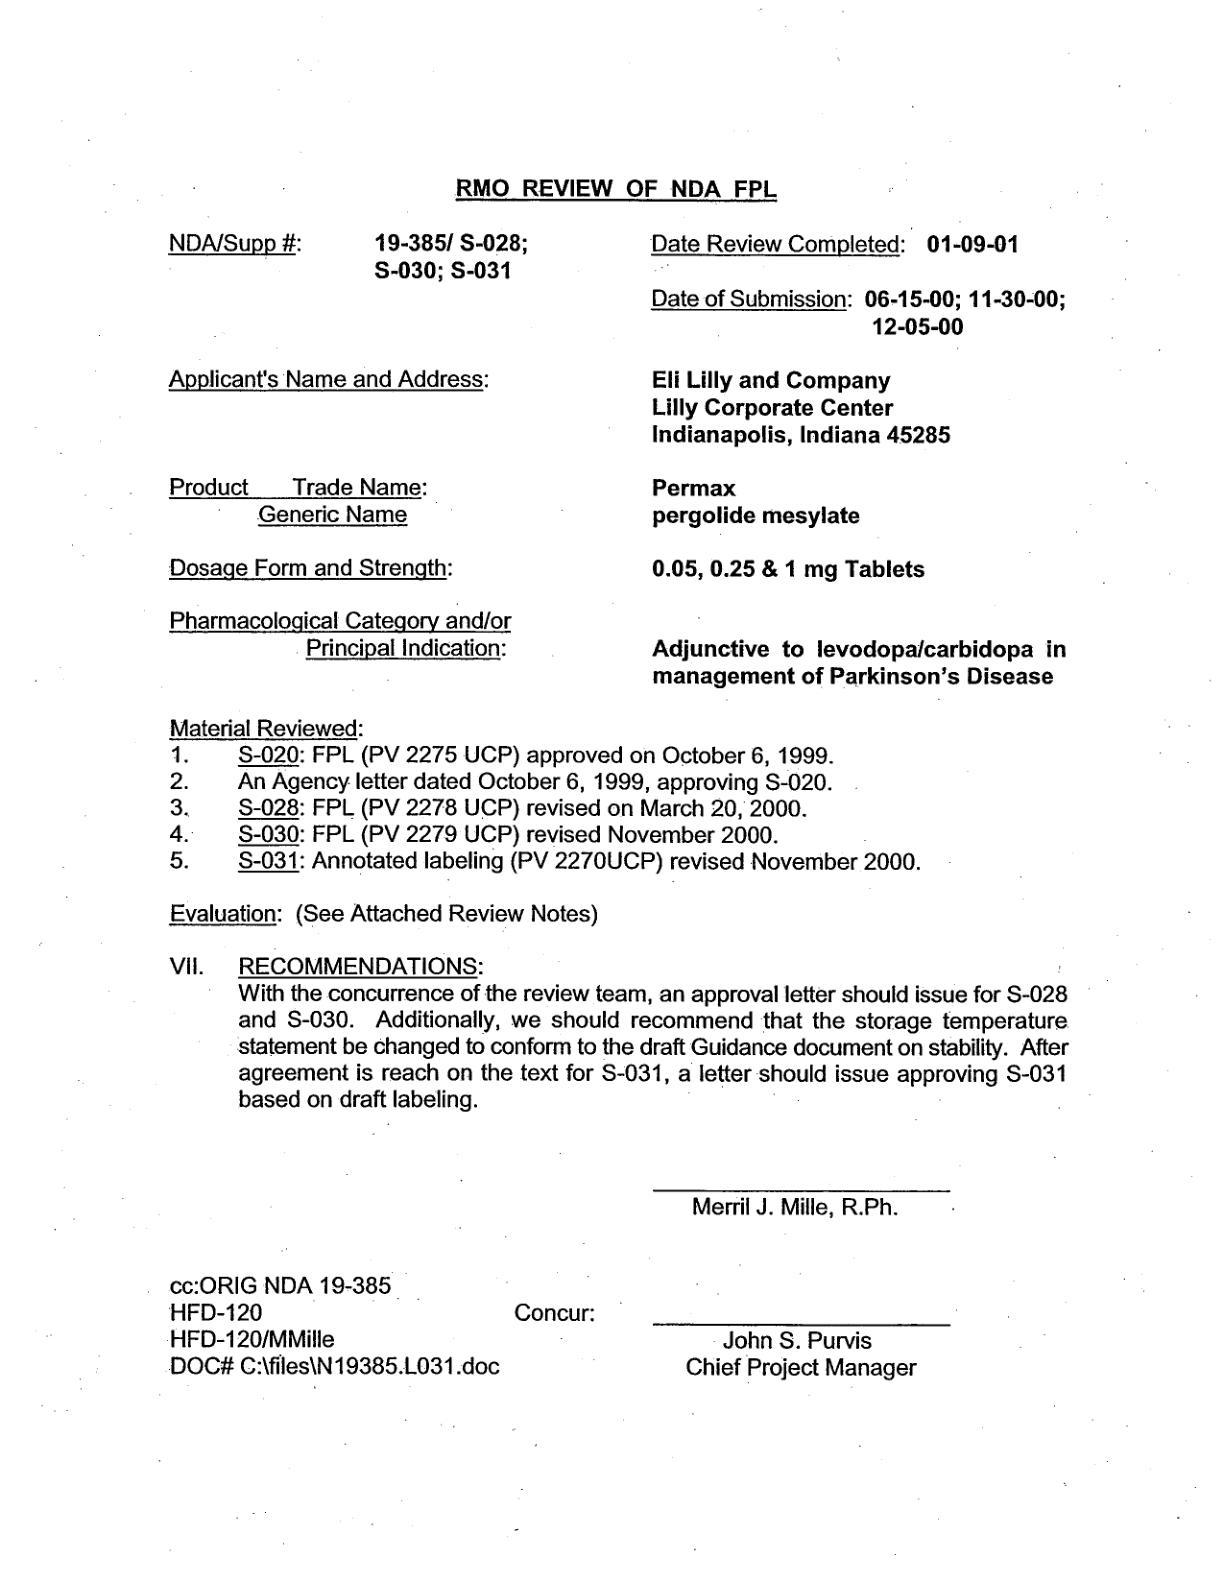 RMO REVIEW OF NDA FPL
NDA/Supp #: 19-385/ S-028; Date Review Completed: 01-09-01
S-030; S-031
Date of Submission: 06-15-00; 11-30-00;
12-05-00
Applicant's Name and Address: Eli Lilly and Company
Lilly Corporate Center
Indianapolis, Indiana 45285
Product Trade Name: Permax
Generic Name pergolide mesylate
Dosage Form and Strength: 0.05, 0.25 & 1 mg Tablets
Pharmacological Category and/or
Principal Indication: Adjunctive to levodopa/carbidopa in
management of Parkinson's Disease
Material Reviewed:
1. S-020: FPL (PV 2275 UCP) approved on October 6, 1999.
2. An Agency letter dated October 6, 1999, approving S-020.
3. S-028: FPL (PV 2278 UCP) revised on March 20, 2000.
4. S-030: FPL (PV 2279 UCP) revised November 2000.
5. S-031: Annotated labeling (PV 2270UCP) revised November 2000.
Evaluation: (See Attached Review Notes)
VII. RECOMMENDATIONS:
With the concurrence of the review team, an approval letter should issue for S-028
and S-030. Additionally, we should recommend that the storage temperature
statement be changed to conform to the draft Guidance document on stability. After
agreement is reach on the text for S-031, a letter should issue approving S-031
based on draft labeling.
Merril J. Mille, R.Ph.
cc:ORIG NDA 19-385
HFD-120 Concur:
HFD-120/MMille John S. Purvis
DOC# C:\files\N19385.L031.doc Chief Project Manager